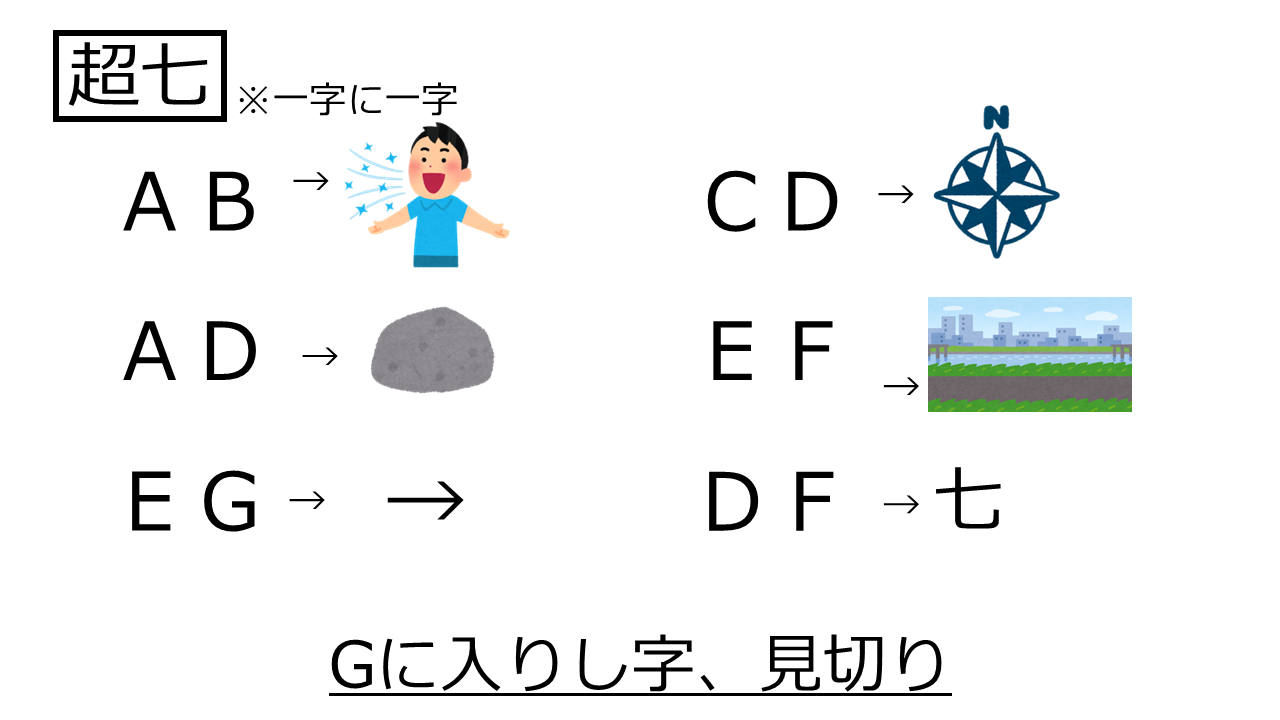 超七 ※一字に一字
A B →
C D → N
A D →
E F →
E G → →
D F → 七
Gに入りし字、見切り